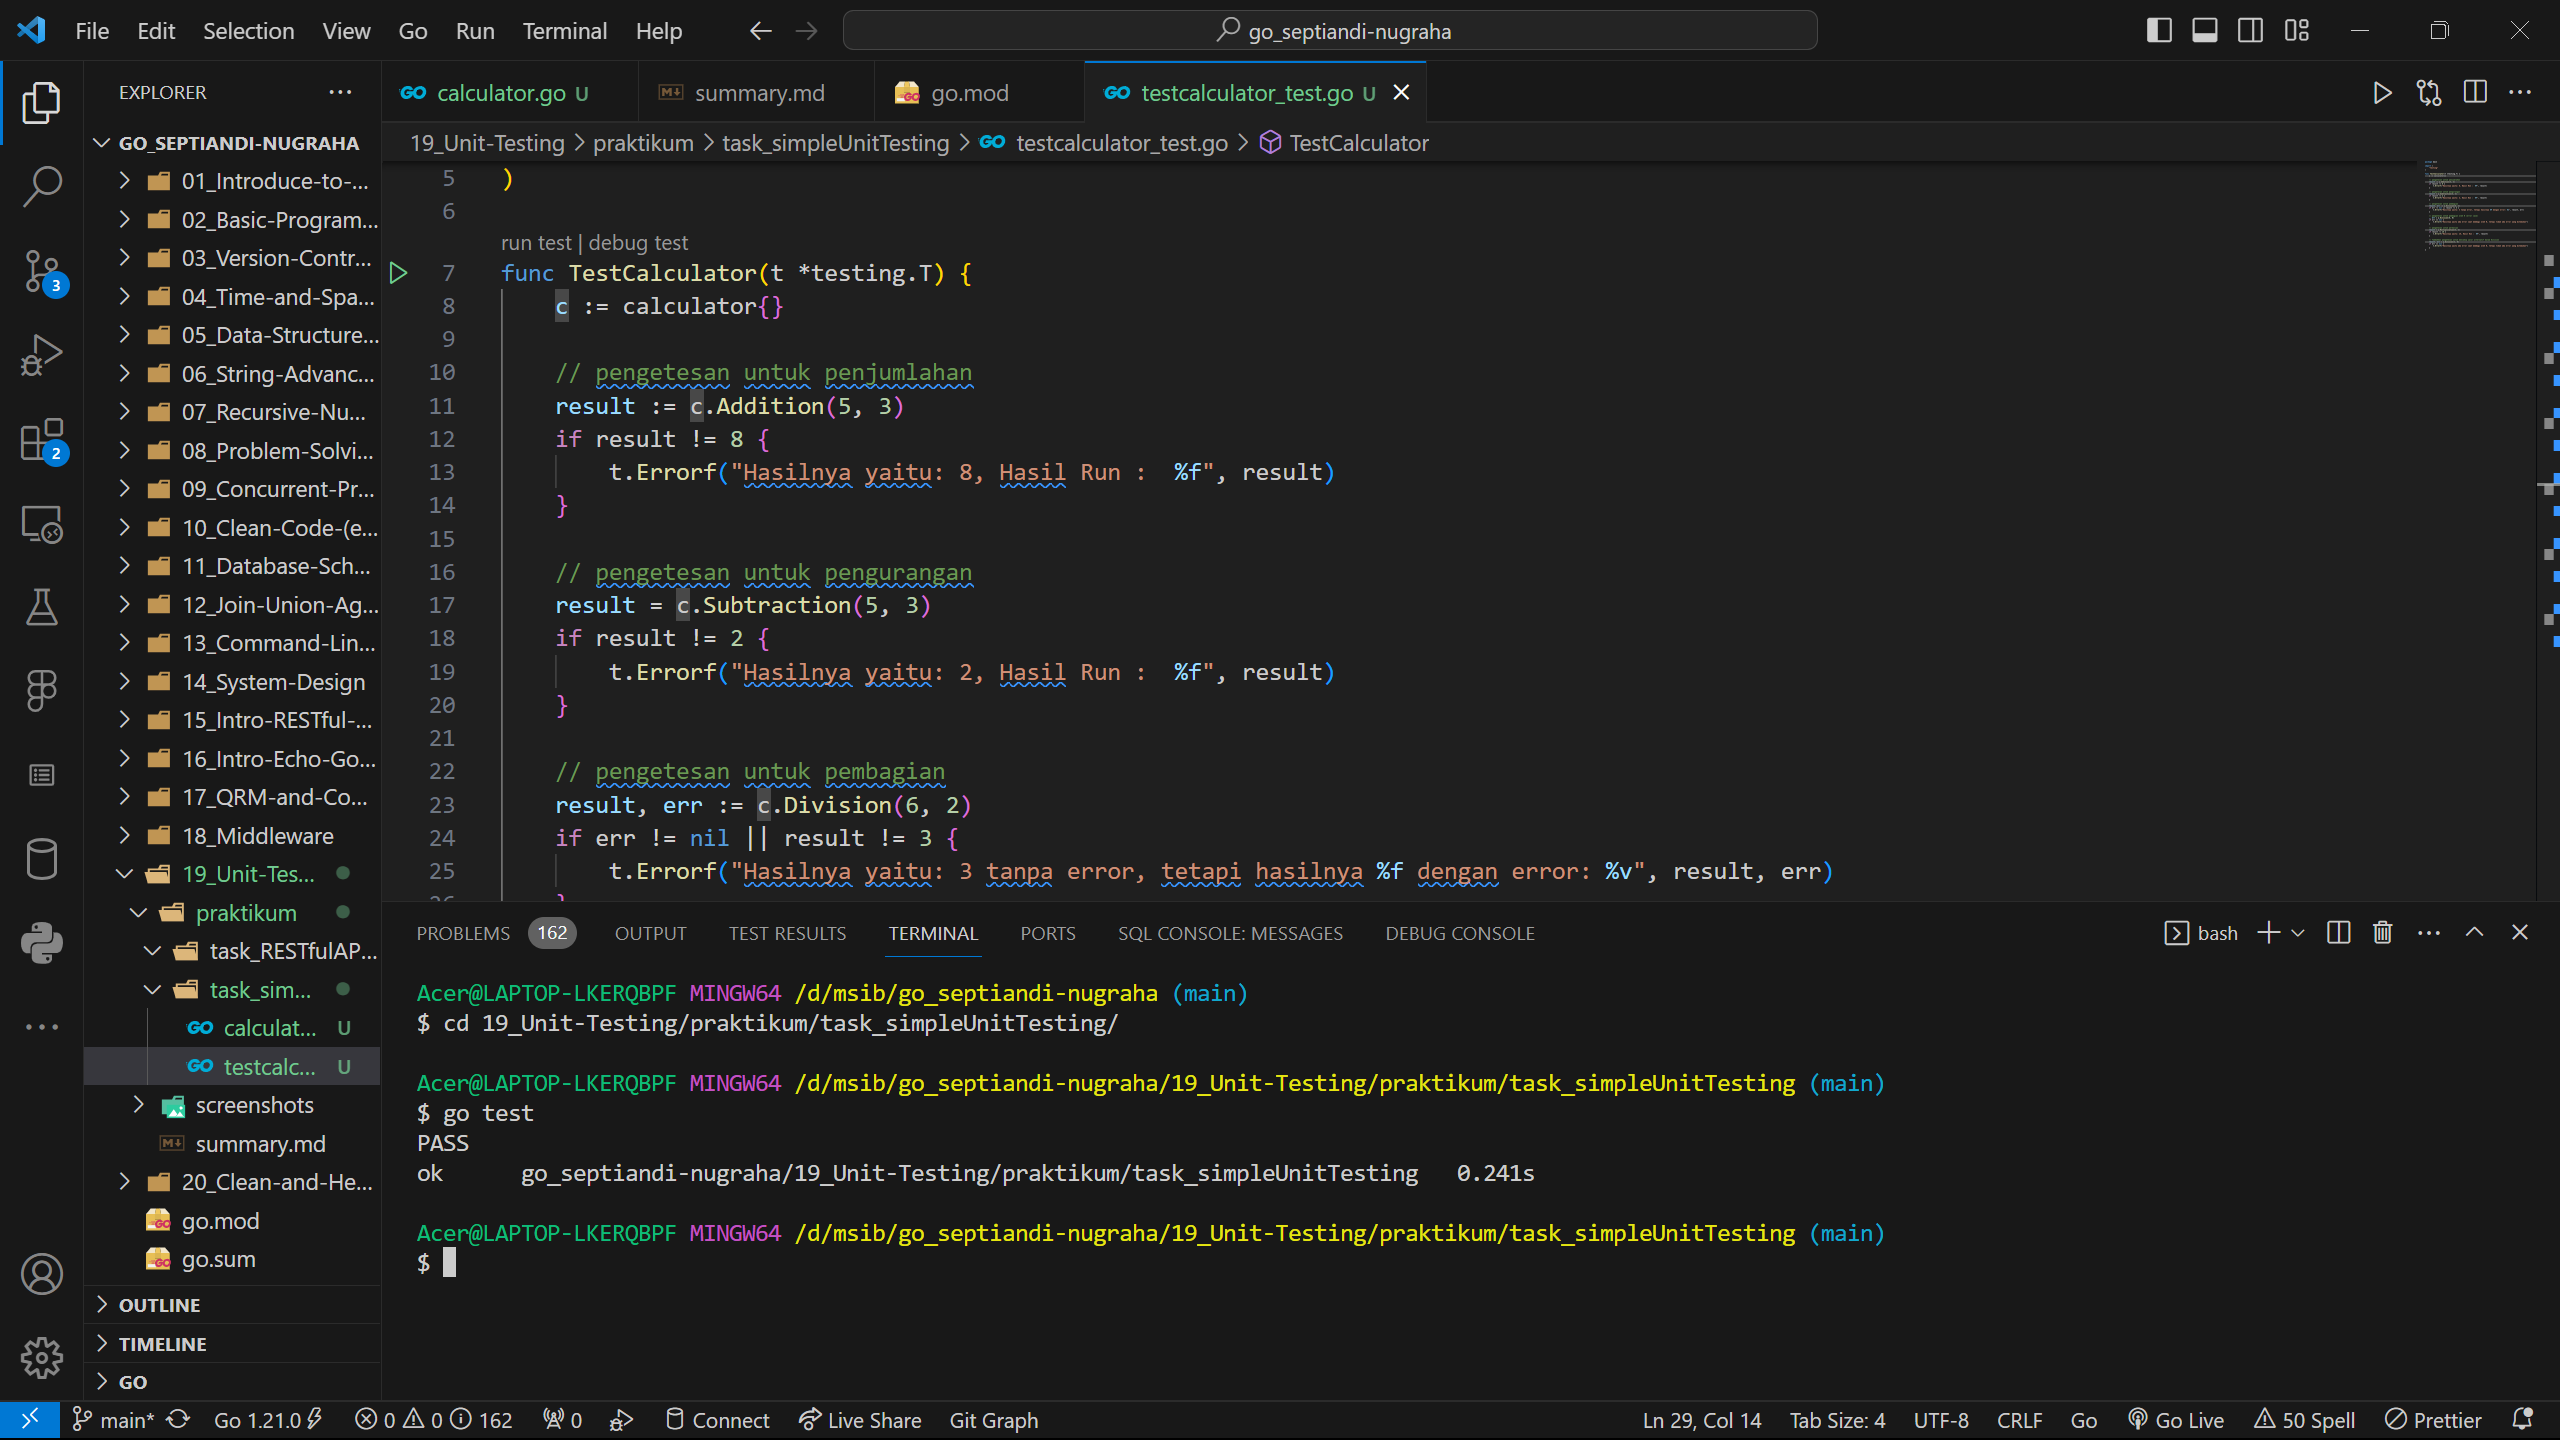 File Edit Selection View Go Run Terminal Help
go_septiandi-nugraha
EXPLORER
GO_SEPTIANDI-NUGRAHA
01_Introduce-to-...
02_Basic-Program...
03_Version-Contr...
04_Time-and-Spa...
05_Data-Structure...
06_String-Advanc...
07_Recursive-Nu...
08_Problem-Solvi...
09_Concurrent-Pr...
10_Clean-Code-(e...
11_Database-Sch...
12_Join-Union-Ag...
13_Command-Lin...
14_System-Design
15_Intro-RESTful-...
16_Intro-Echo-Go...
17_QRM-and-Co...
18_Middleware
19_Unit-Tes...
praktikum
task_RESTfulAP...
task_sim...
calculat... U
testcalc... U
screenshots
summary.md
20_Clean-and-He...
go.mod
go.sum
OUTLINE
TIMELINE
GO
3
2
calculator.go U
summary.md
go.mod
testcalculator_test.go U
19_Unit-Testing > praktikum > task_simpleUnitTesting > testcalculator_test.go > TestCalculator
5 )
6
run test | debug test
7 func TestCalculator(t *testing.T) {
8 c := calculator{}
9
10 // pengetesan untuk penjumlahan
11 result := c.Addition(5, 3)
12 if result != 8 {
13 t.Errorf("Hasilnya yaitu: 8, Hasil Run :  %f", result)
14 }
15
16 // pengetesan untuk pengurangan
17 result = c.Subtraction(5, 3)
18 if result != 2 {
19 t.Errorf("Hasilnya yaitu: 2, Hasil Run :  %f", result)
20 }
21
22 // pengetesan untuk pembagian
23 result, err := c.Division(6, 2)
24 if err != nil || result != 3 {
25 t.Errorf("Hasilnya yaitu: 3 tanpa error, tetapi hasilnya %f dengan error: %v", result, err)
PROBLEMS 162 OUTPUT TEST RESULTS TERMINAL PORTS SQL CONSOLE: MESSAGES DEBUG CONSOLE
bash
Acer@LAPTOP-LKERQBPF MINGW64 /d/msib/go_septiandi-nugraha (main)
$ cd 19_Unit-Testing/praktikum/task_simpleUnitTesting/
Acer@LAPTOP-LKERQBPF MINGW64 /d/msib/go_septiandi-nugraha/19_Unit-Testing/praktikum/task_simpleUnitTesting (main)
$ go test
PASS
ok      go_septiandi-nugraha/19_Unit-Testing/praktikum/task_simpleUnitTesting   0.241s
Acer@LAPTOP-LKERQBPF MINGW64 /d/msib/go_septiandi-nugraha/19_Unit-Testing/praktikum/task_simpleUnitTesting (main)
$
main* Go 1.21.0 0 0 162 0 Connect Live Share Git Graph Ln 29, Col 14 Tab Size: 4 UTF-8 CRLF Go Go Live 50 Spell Prettier